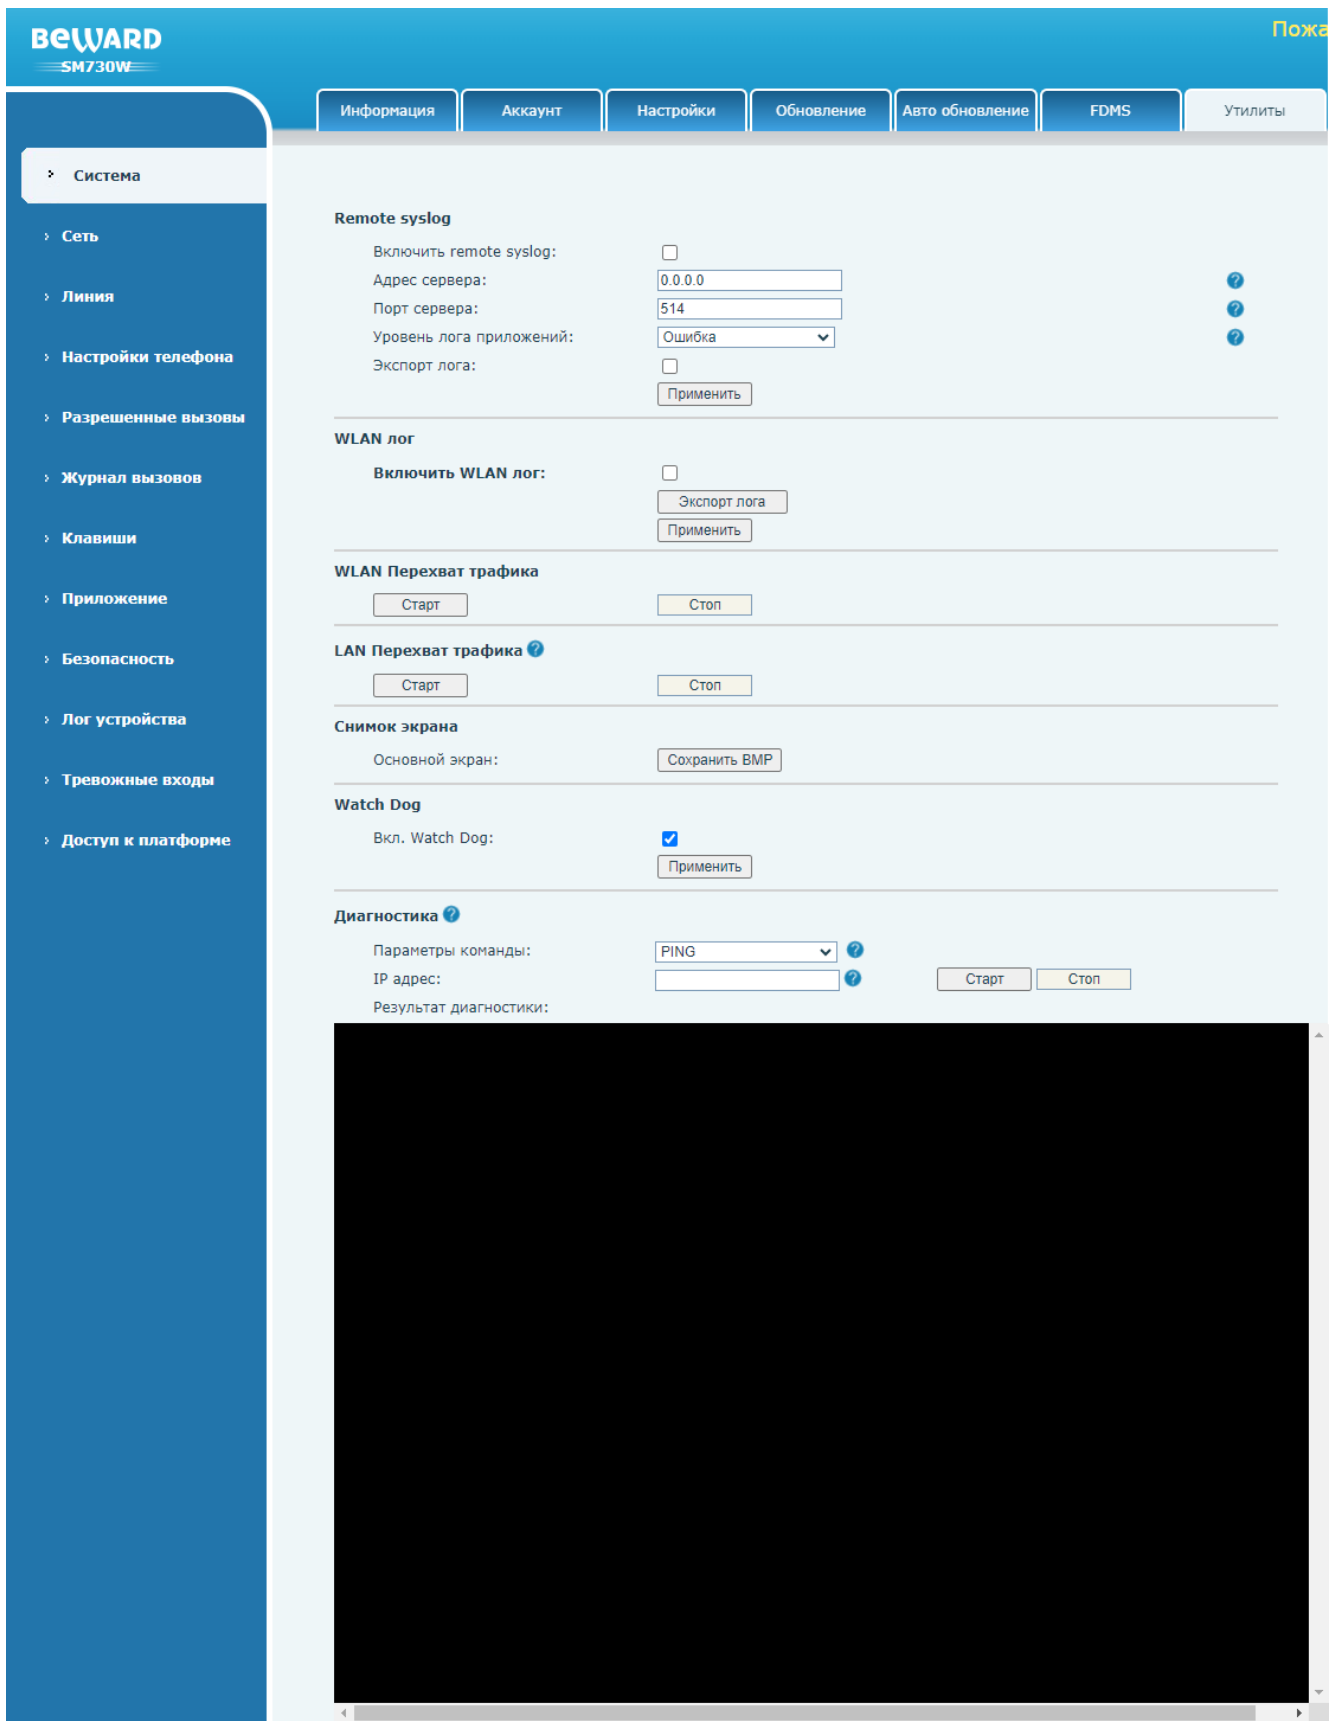 Пожа
BEWARD
SM730W
Информация Аккаунт Настройки Обновление Авто обновление FDMS Утилиты
Система
Сеть
Линия
Настройки телефона
Разрешенные вызовы
Журнал вызовов
Клавиши
Приложение
Безопасность
Лог устройства
Тревожные входы
Доступ к платформе
Remote syslog
Включить remote syslog:
Адрес сервера: 0.0.0.0
Порт сервера: 514
Уровень лога приложений: Ошибка
Экспорт лога:
Применить
WLAN лог
Включить WLAN лог:
Экспорт лога
Применить
WLAN Перехват трафика
Старт Стоп
LAN Перехват трафика ?
Старт Стоп
Снимок экрана
Основной экран: Сохранить BMP
Watch Dog
Вкл. Watch Dog:
Применить
Диагностика ?
Параметры команды: PING ?
IP адрес: ? Старт Стоп
Результат диагностики: